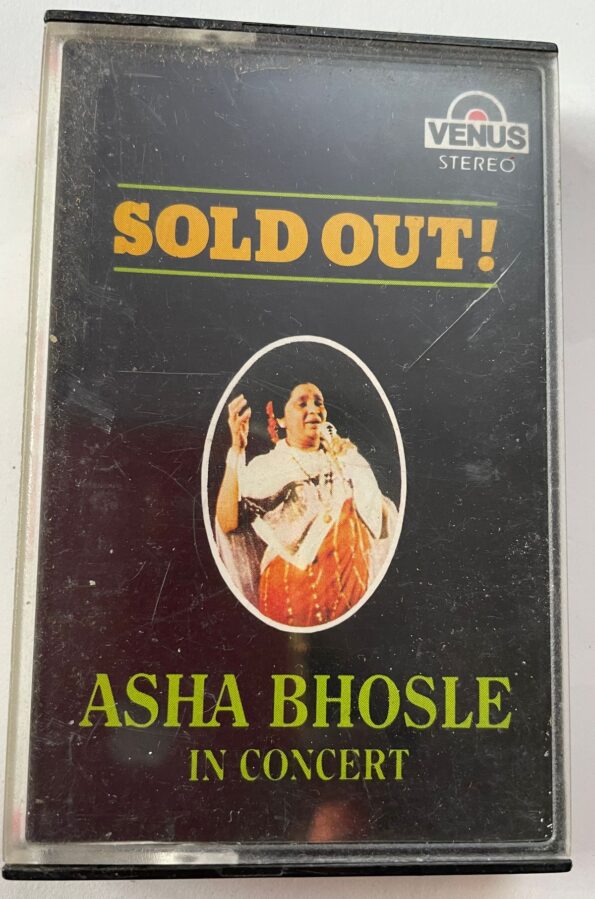 VENUS
STEREO
SOLD OUT!
ASHA BHOSLE
IN CONCERT